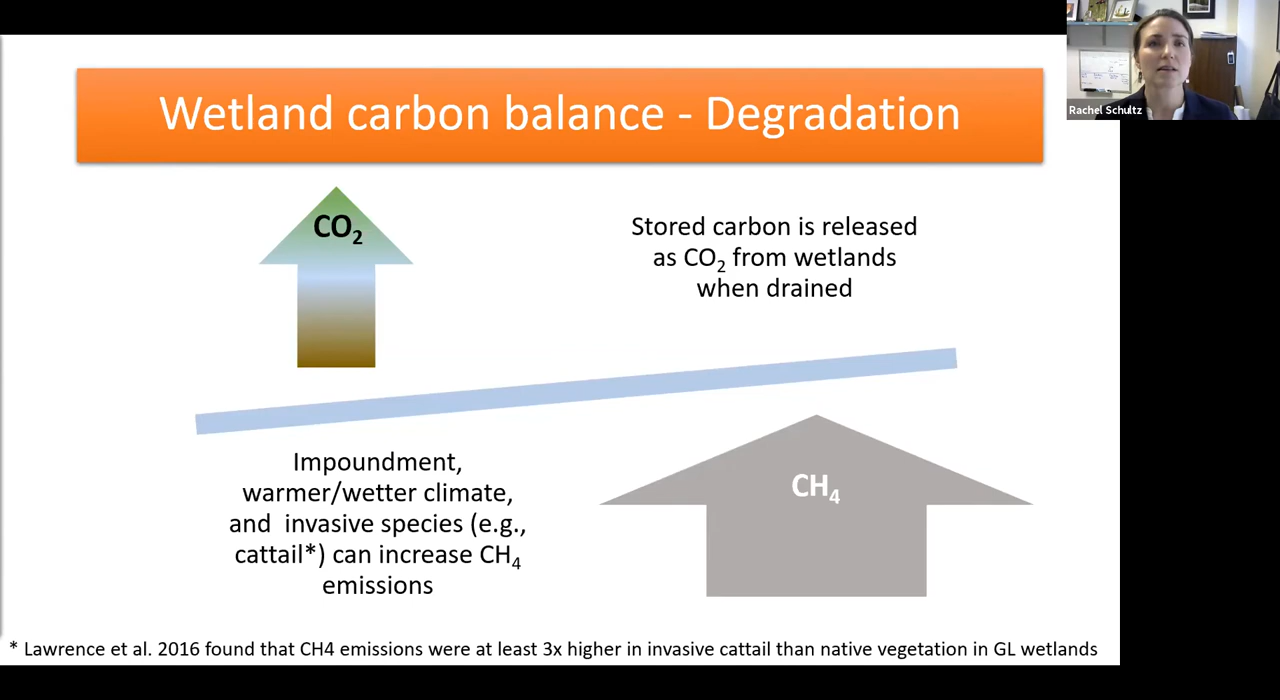 Wetland carbon balance - Degradation
Rachel Schultz
CO₂
Stored carbon is released
as CO₂ from wetlands
when drained
Impoundment,
warmer/wetter climate,
and  invasive species (e.g.,
cattail*) can increase CH₄
emissions
CH₄
* Lawrence et al. 2016 found that CH4 emissions were at least 3x higher in invasive cattail than native vegetation in GL wetlands